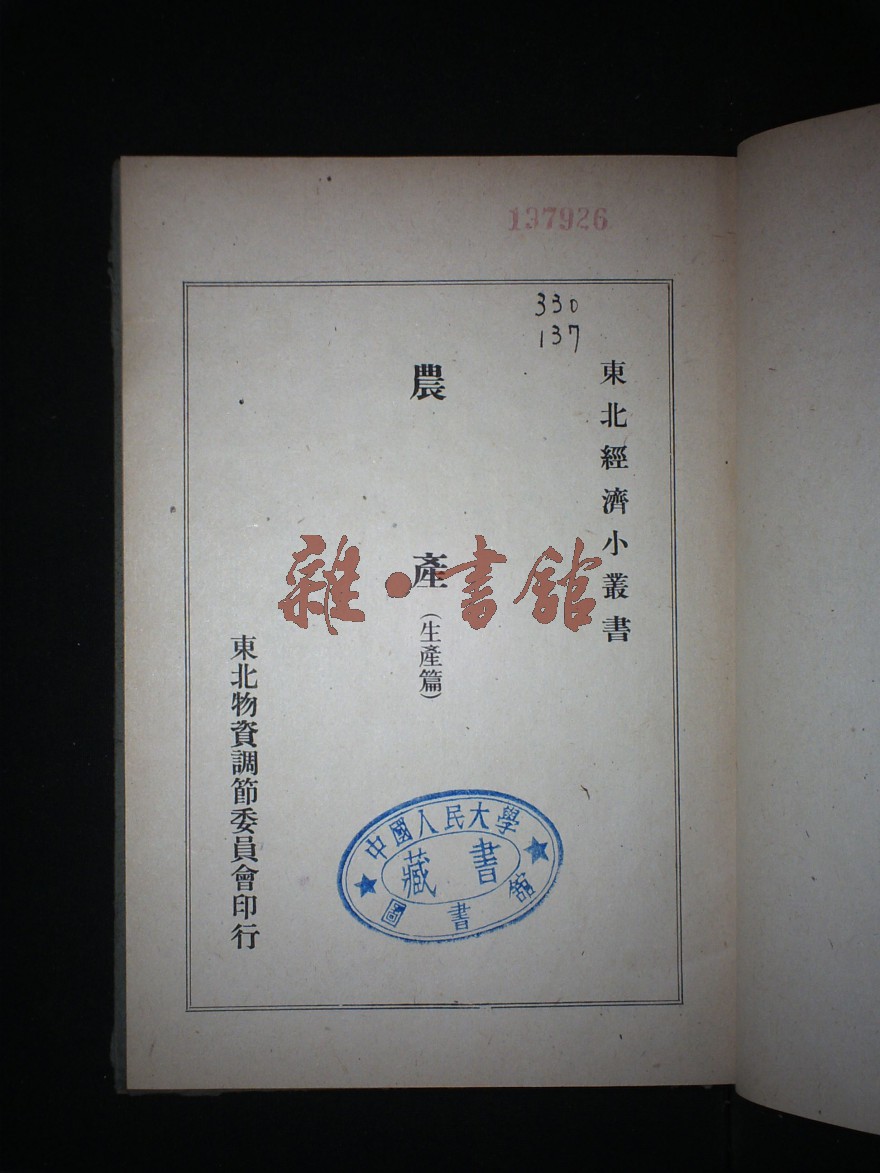 137926
330
137
東北經濟小叢書
農產(生產篇)
東北物資調節委員會印行
雜·書館
中國人民大學
藏書
圖書館